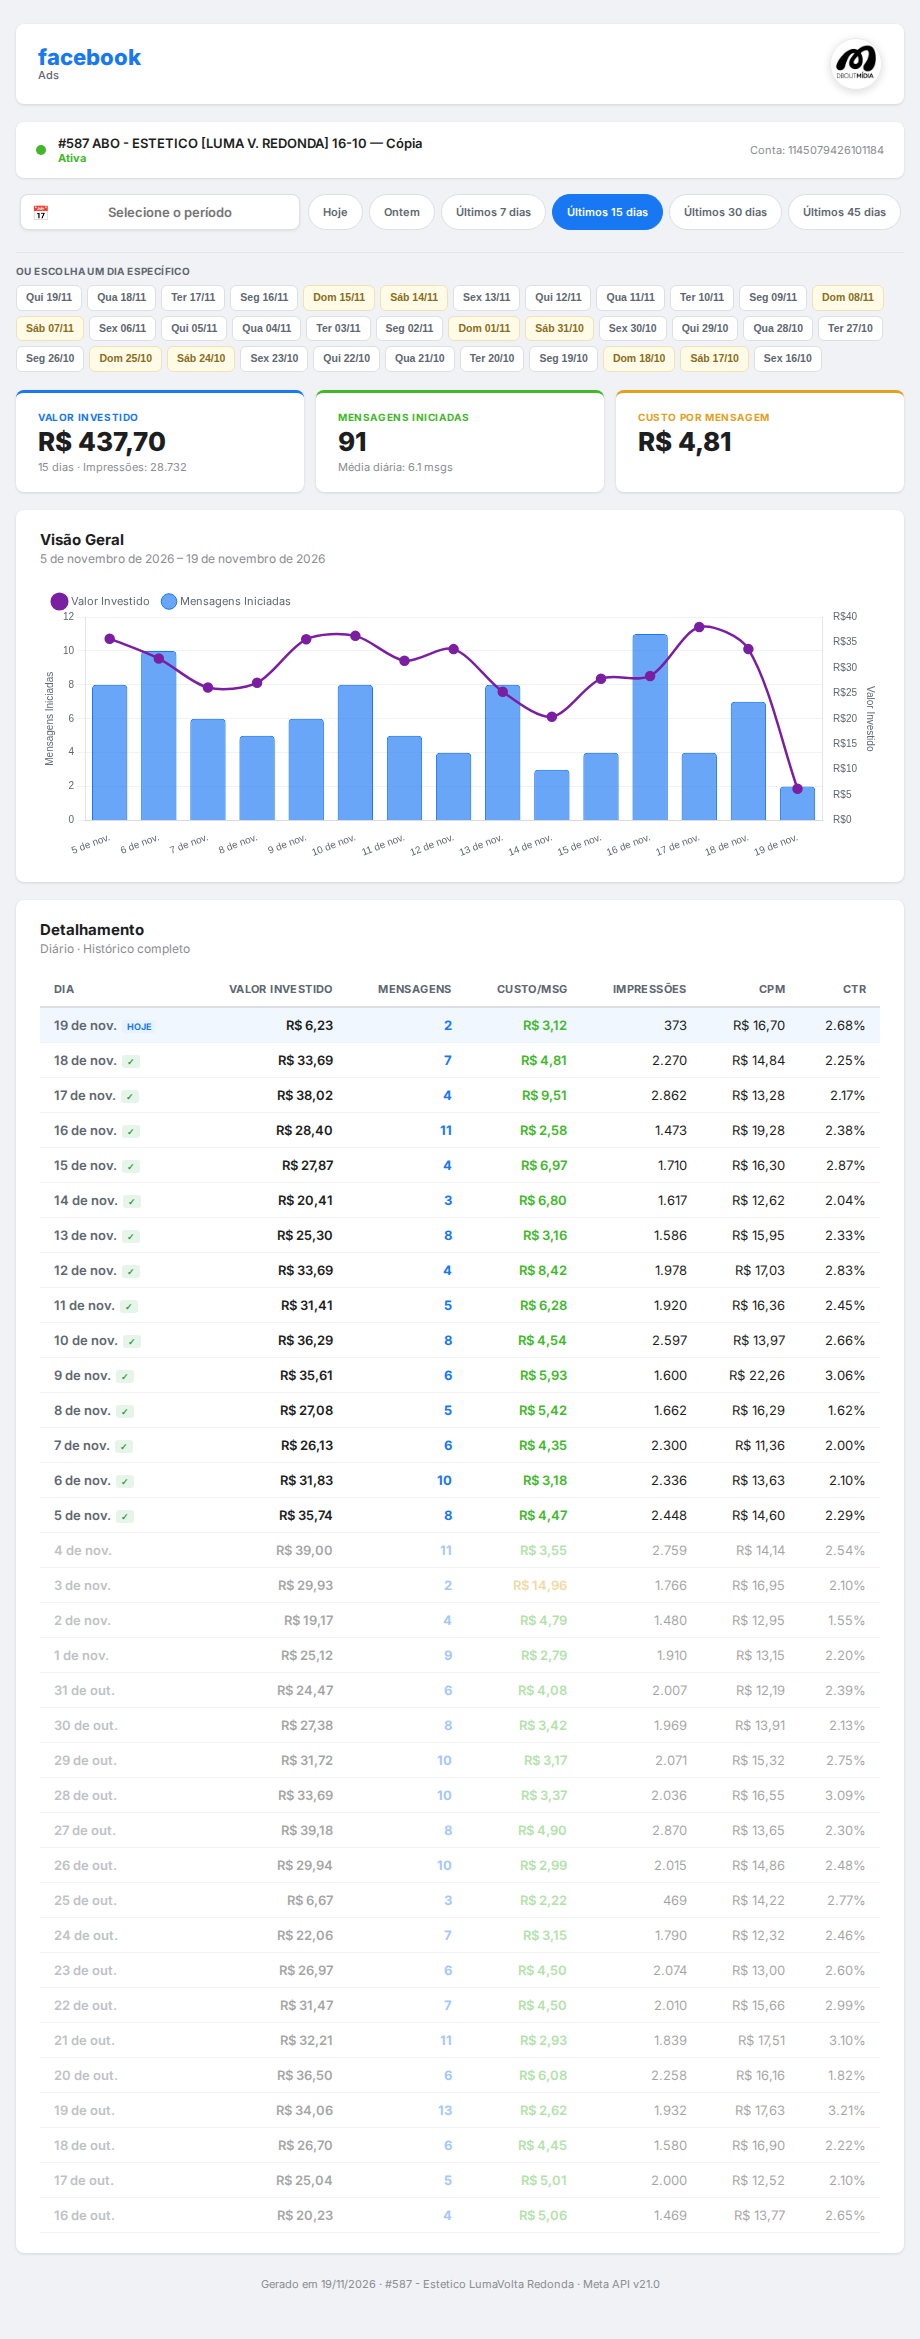 facebook
Ads
DBOUTMÍDIA
#587 ABO - ESTETICO [LUMA V. REDONDA] 16-10 — Cópia
Ativa
Conta: 1145079426101184
Selecione o período
Hoje
Ontem
Últimos 7 dias
Últimos 15 dias
Últimos 30 dias
Últimos 45 dias
OU ESCOLHA UM DIA ESPECÍFICO
Qui 19/11 Qua 18/11 Ter 17/11 Seg 16/11 Dom 15/11 Sáb 14/11 Sex 13/11 Qui 12/11 Qua 11/11 Ter 10/11 Seg 09/11 Dom 08/11
Sáb 07/11 Sex 06/11 Qui 05/11 Qua 04/11 Ter 03/11 Seg 02/11 Dom 01/11 Sáb 31/10 Sex 30/10 Qui 29/10 Qua 28/10 Ter 27/10
Seg 26/10 Dom 25/10 Sáb 24/10 Sex 23/10 Qui 22/10 Qua 21/10 Ter 20/10 Seg 19/10 Dom 18/10 Sáb 17/10 Sex 16/10
VALOR INVESTIDO
R$ 437,70
15 dias · Impressões: 28.732
MENSAGENS INICIADAS
91
Média diária: 6.1 msgs
CUSTO POR MENSAGEM
R$ 4,81
Visão Geral
5 de novembro de 2026 – 19 de novembro de 2026
Valor Investido Mensagens Iniciadas
Mensagens Iniciadas
12
10
8
6
4
2
0
R$40
R$35
R$30
R$25
R$20
R$15
R$10
R$5
R$0
Valor Investido
5 de nov. 6 de nov. 7 de nov. 8 de nov. 9 de nov. 10 de nov. 11 de nov. 12 de nov. 13 de nov. 14 de nov. 15 de nov. 16 de nov. 17 de nov. 18 de nov. 19 de nov.
Detalhamento
Diário · Histórico completo
DIA VALOR INVESTIDO MENSAGENS CUSTO/MSG IMPRESSÕES CPM CTR
19 de nov. HOJE R$ 6,23 2 R$ 3,12 373 R$ 16,70 2.68%
18 de nov. ✓ R$ 33,69 7 R$ 4,81 2.270 R$ 14,84 2.25%
17 de nov. ✓ R$ 38,02 4 R$ 9,51 2.862 R$ 13,28 2.17%
16 de nov. ✓ R$ 28,40 11 R$ 2,58 1.473 R$ 19,28 2.38%
15 de nov. ✓ R$ 27,87 4 R$ 6,97 1.710 R$ 16,30 2.87%
14 de nov. ✓ R$ 20,41 3 R$ 6,80 1.617 R$ 12,62 2.04%
13 de nov. ✓ R$ 25,30 8 R$ 3,16 1.586 R$ 15,95 2.33%
12 de nov. ✓ R$ 33,69 4 R$ 8,42 1.978 R$ 17,03 2.83%
11 de nov. ✓ R$ 31,41 5 R$ 6,28 1.920 R$ 16,36 2.45%
10 de nov. ✓ R$ 36,29 8 R$ 4,54 2.597 R$ 13,97 2.66%
9 de nov. ✓ R$ 35,61 6 R$ 5,93 1.600 R$ 22,26 3.06%
8 de nov. ✓ R$ 27,08 5 R$ 5,42 1.662 R$ 16,29 1.62%
7 de nov. ✓ R$ 26,13 6 R$ 4,35 2.300 R$ 11,36 2.00%
6 de nov. ✓ R$ 31,83 10 R$ 3,18 2.336 R$ 13,63 2.10%
5 de nov. ✓ R$ 35,74 8 R$ 4,47 2.448 R$ 14,60 2.29%
4 de nov. R$ 39,00 11 R$ 3,55 2.759 R$ 14,14 2.54%
3 de nov. R$ 29,93 2 R$ 14,96 1.766 R$ 16,95 2.10%
2 de nov. R$ 19,17 4 R$ 4,79 1.480 R$ 12,95 1.55%
1 de nov. R$ 25,12 9 R$ 2,79 1.910 R$ 13,15 2.20%
31 de out. R$ 24,47 6 R$ 4,08 2.007 R$ 12,19 2.39%
30 de out. R$ 27,38 8 R$ 3,42 1.969 R$ 13,91 2.13%
29 de out. R$ 31,72 10 R$ 3,17 2.071 R$ 15,32 2.75%
28 de out. R$ 33,69 10 R$ 3,37 2.036 R$ 16,55 3.09%
27 de out. R$ 39,18 8 R$ 4,90 2.870 R$ 13,65 2.30%
26 de out. R$ 29,94 10 R$ 2,99 2.015 R$ 14,86 2.48%
25 de out. R$ 6,67 3 R$ 2,22 469 R$ 14,22 2.77%
24 de out. R$ 22,06 7 R$ 3,15 1.790 R$ 12,32 2.46%
23 de out. R$ 26,97 6 R$ 4,50 2.074 R$ 13,00 2.60%
22 de out. R$ 31,47 7 R$ 4,50 2.010 R$ 15,66 2.99%
21 de out. R$ 32,21 11 R$ 2,93 1.839 R$ 17,51 3.10%
20 de out. R$ 36,50 6 R$ 6,08 2.258 R$ 16,16 1.82%
19 de out. R$ 34,06 13 R$ 2,62 1.932 R$ 17,63 3.21%
18 de out. R$ 26,70 6 R$ 4,45 1.580 R$ 16,90 2.22%
17 de out. R$ 25,04 5 R$ 5,01 2.000 R$ 12,52 2.10%
16 de out. R$ 20,23 4 R$ 5,06 1.469 R$ 13,77 2.65%
Gerado em 19/11/2026 · #587 - Estetico LumaVolta Redonda · Meta API v21.0